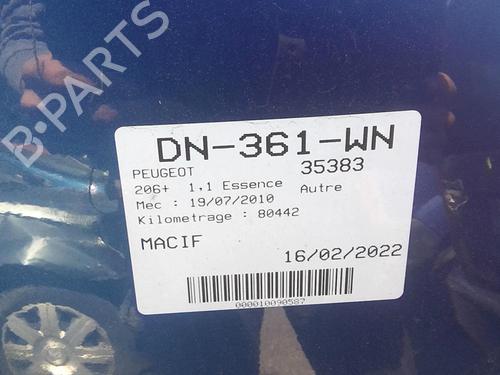 B-PARTS
DN-361-WN
PEUGEOT 35383
206+ 1,1 Essence Autre
Mec : 19/07/2010
Kilometrage : 80442
MACIF
16/02/2022
000010090587